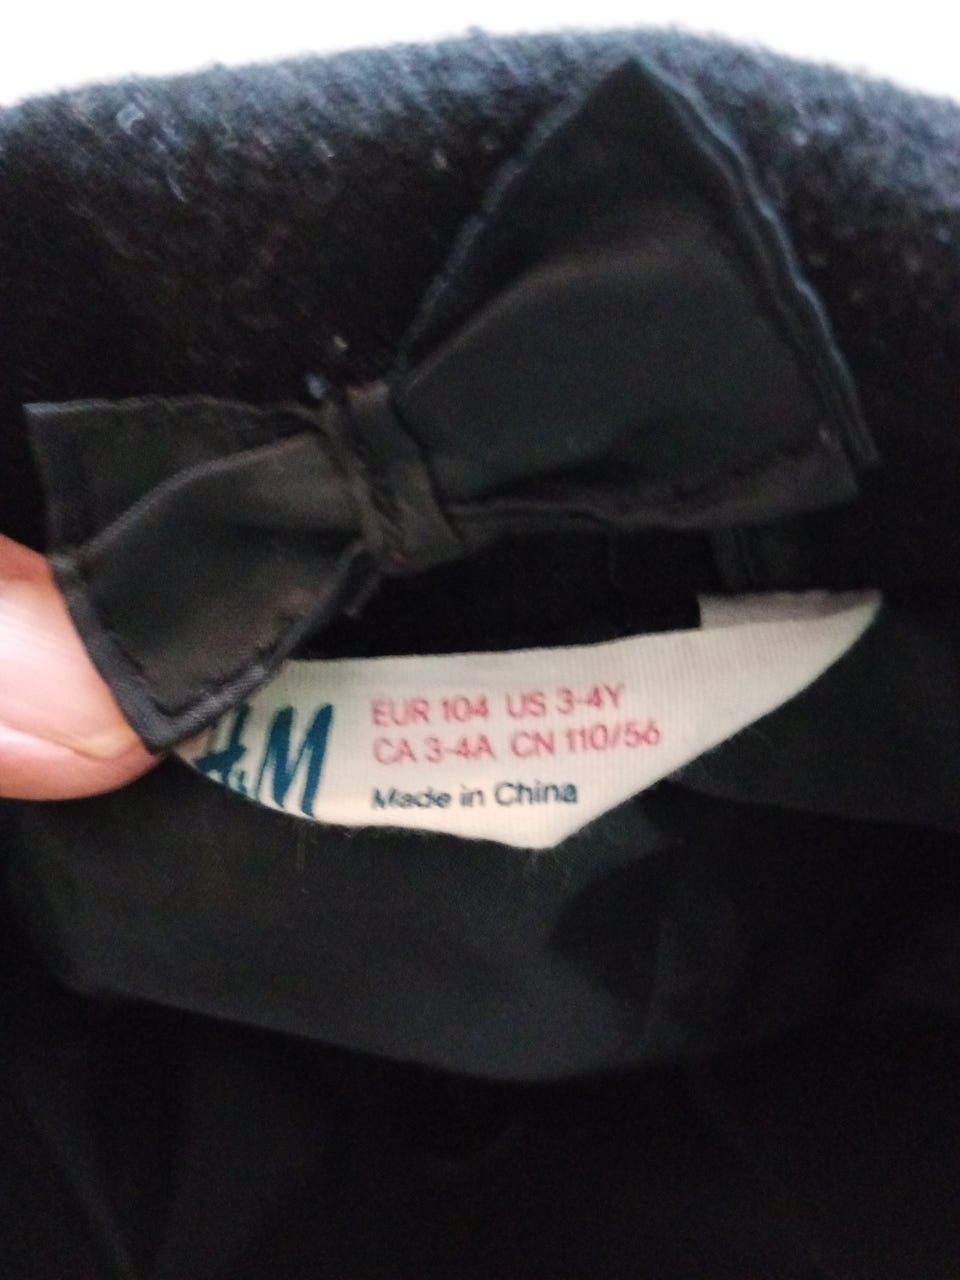 H&M
EUR 104 US 3-4Y
CA 3-4A CN 110/56
Made in China